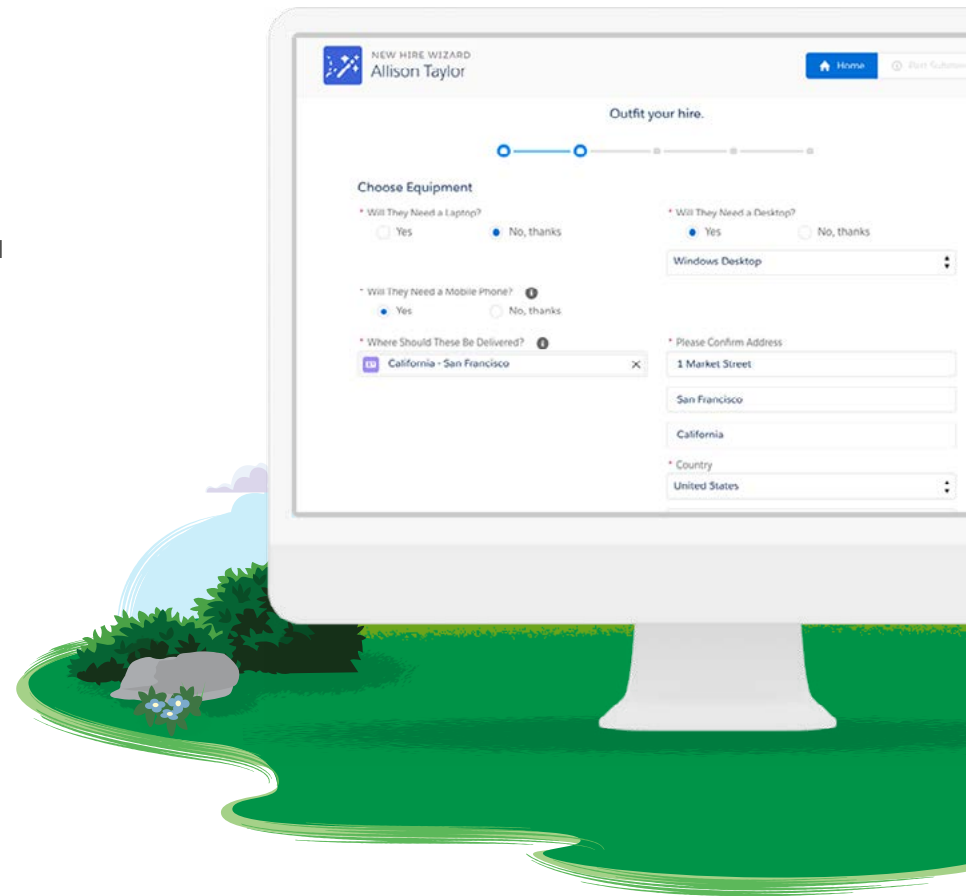 NEW HIRE WIZARD
Allison Taylor
Home
Outfit your hire.
Choose Equipment
* Will They Need a Laptop?
Yes
No, thanks
* Will They Need a Desktop?
Yes
No, thanks
Windows Desktop
* Will They Need a Mobile Phone?
Yes
No, thanks
* Where Should These Be Delivered?
California - San Francisco
* Please Confirm Address
1 Market Street
San Francisco
California
* Country
United States